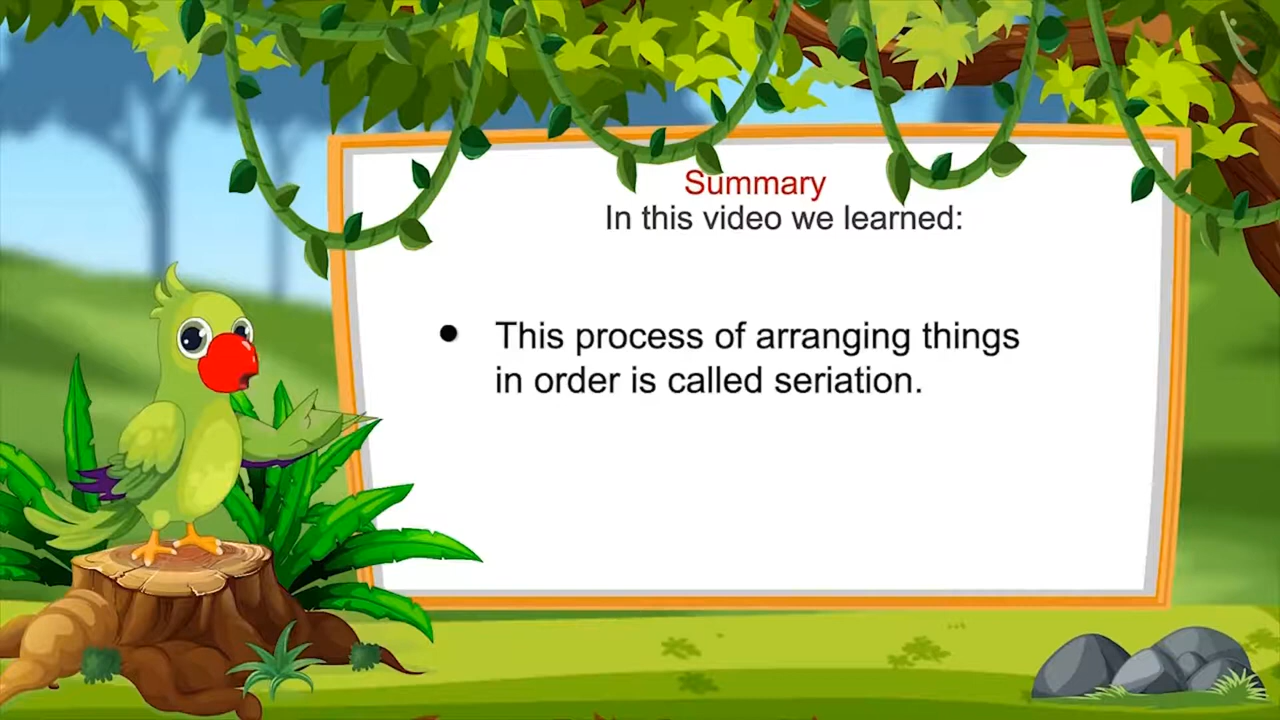 Summary
In this video we learned:
● This process of arranging things
in order is called seriation.